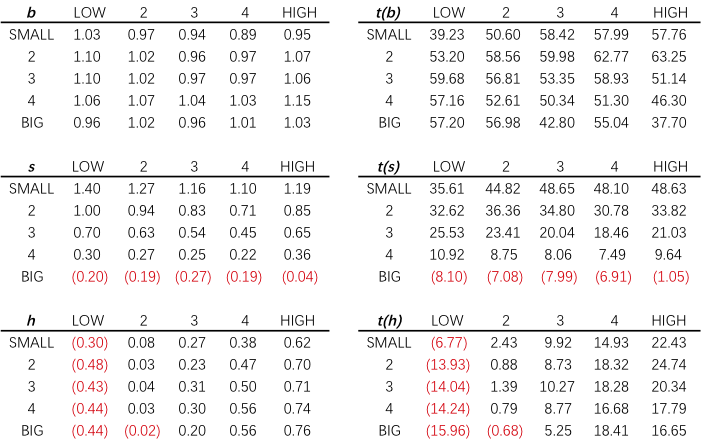 b LOW 2 3 4 HIGH t(b) LOW 2 3 4 HIGH
SMALL 1.03 0.97 0.94 0.89 0.95 SMALL 39.23 50.60 58.42 57.99 57.76
2 1.10 1.02 0.96 0.97 1.07 2 53.20 58.56 59.98 62.77 63.25
3 1.10 1.02 0.97 0.97 1.06 3 59.68 56.81 53.35 58.93 51.14
4 1.06 1.07 1.04 1.03 1.15 4 57.16 52.61 50.34 51.30 46.30
BIG 0.96 1.02 0.96 1.01 1.03 BIG 57.20 56.98 42.80 55.04 37.70
s LOW 2 3 4 HIGH t(s) LOW 2 3 4 HIGH
SMALL 1.40 1.27 1.16 1.10 1.19 SMALL 35.61 44.82 48.65 48.10 48.63
2 1.00 0.94 0.83 0.71 0.85 2 32.62 36.36 34.80 30.78 33.82
3 0.70 0.63 0.54 0.45 0.65 3 25.53 23.41 20.04 18.46 21.03
4 0.30 0.27 0.25 0.22 0.36 4 10.92 8.75 8.06 7.49 9.64
BIG (0.20) (0.19) (0.27) (0.19) (0.04) BIG (8.10) (7.08) (7.99) (6.91) (1.05)
h LOW 2 3 4 HIGH t(h) LOW 2 3 4 HIGH
SMALL (0.30) 0.08 0.27 0.38 0.62 SMALL (6.77) 2.43 9.92 14.93 22.43
2 (0.48) 0.03 0.23 0.47 0.70 2 (13.93) 0.88 8.73 18.32 24.74
3 (0.43) 0.04 0.31 0.50 0.71 3 (14.04) 1.39 10.27 18.28 20.34
4 (0.44) 0.03 0.30 0.56 0.74 4 (14.24) 0.79 8.77 16.68 17.79
BIG (0.44) (0.02) 0.20 0.56 0.76 BIG (15.96) (0.68) 5.25 18.41 16.65